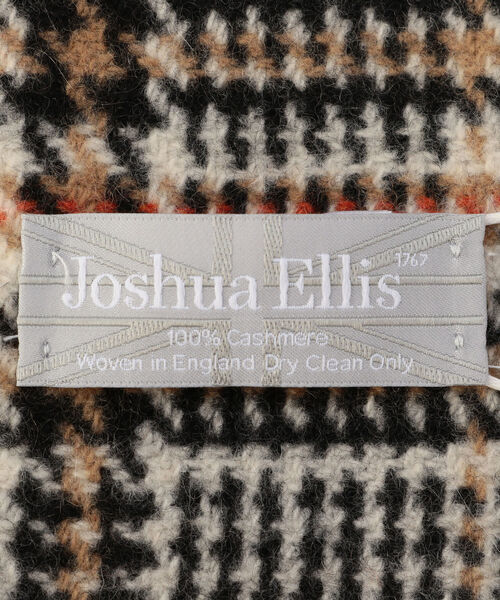 Joshua Ellis 1767
100% Cashmere
Woven in England Dry Clean Only